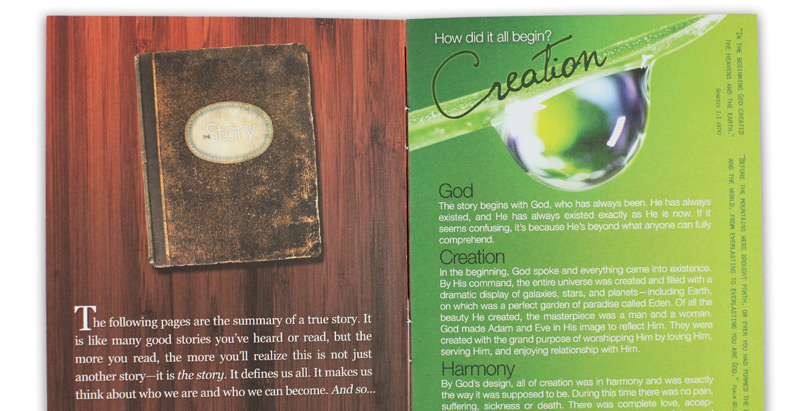 THE Story
The following pages are the summary of a true story. It
is like many good stories you've heard or read, but the
more you read, the more you'll realize this is not just
another story—it is the story. It defines us all. It makes us
think about who we are and who we can become. And so...
How did it all begin?
Creation
God
The story begins with God, who has always been. He has always
existed, and He has always existed exactly as He is now. If it
seems confusing, it's because He's beyond what anyone can fully
comprehend.
Creation
In the beginning, God spoke and everything came into existence.
By His command, the entire universe was created and filled with a
dramatic display of galaxies, stars, and planets—including Earth,
on which was a perfect garden of paradise called Eden. Of all the
beauty He created, the masterpiece was a man and a woman.
God made Adam and Eve in His image to reflect Him. They were
created with the grand purpose of worshipping Him by loving Him,
serving Him, and enjoying relationship with Him.
Harmony
By God's design, all of creation was in harmony and was exactly
the way it was supposed to be. During this time there was no pain,
suffering, sickness or death. There was complete love, accep-
"In the beginning God created
the heavens and the earth."
Genesis 1:1
"Before the mountains were brought forth, or ever you had formed the
and the world, from everlasting to everlasting you are God."